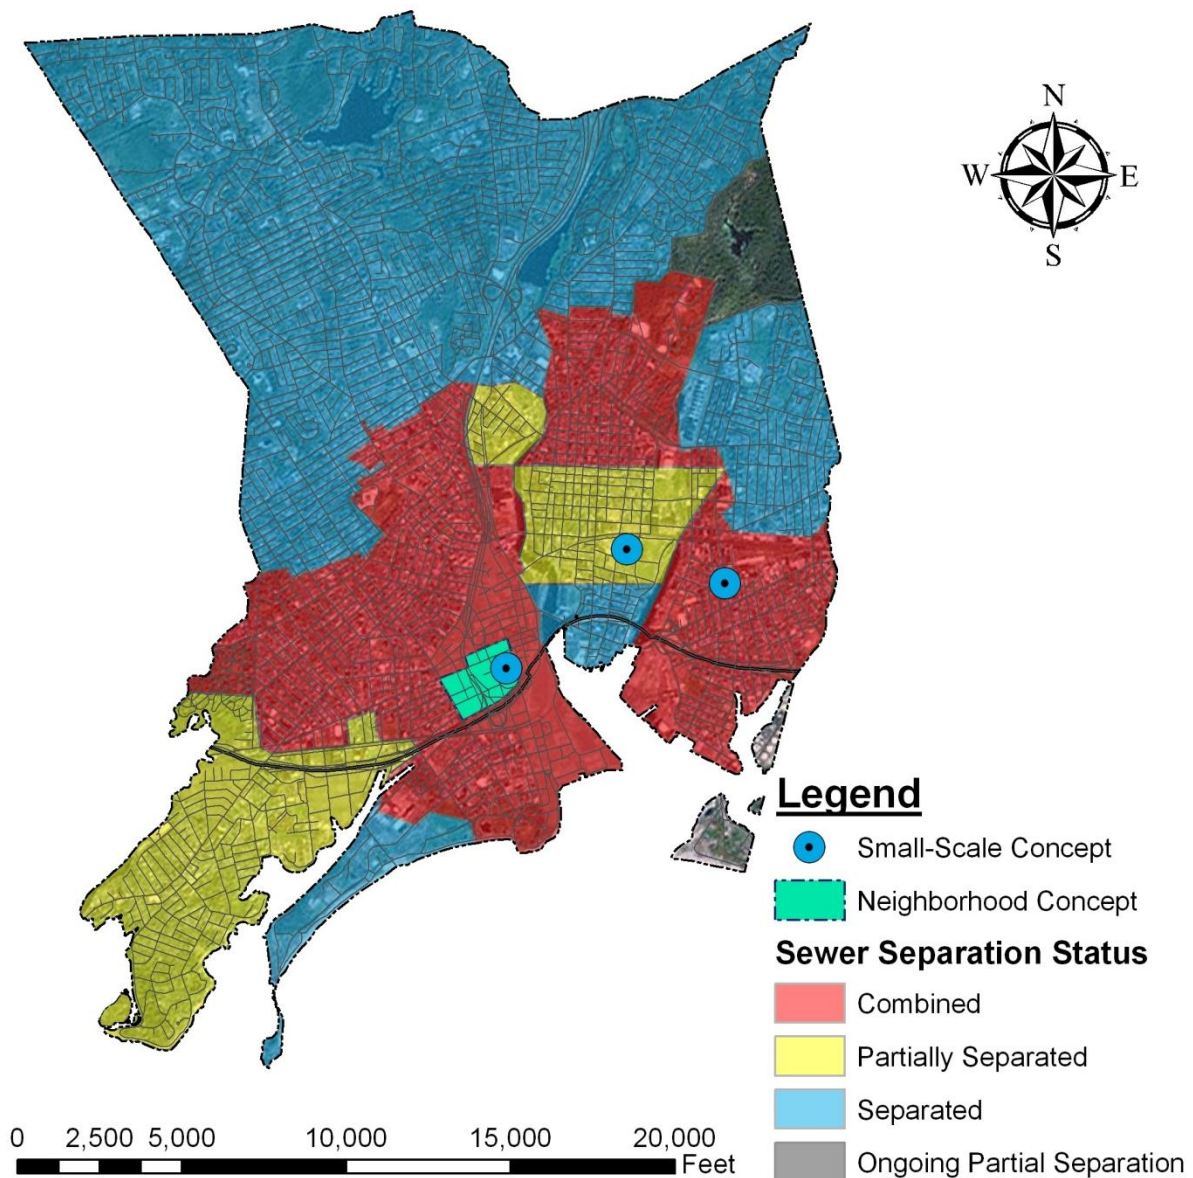 N
W E
S
Legend
Small-Scale Concept
Neighborhood Concept
Sewer Separation Status
Combined
Partially Separated
Separated
Ongoing Partial Separation
0 2,500 5,000 10,000 15,000 20,000
Feet